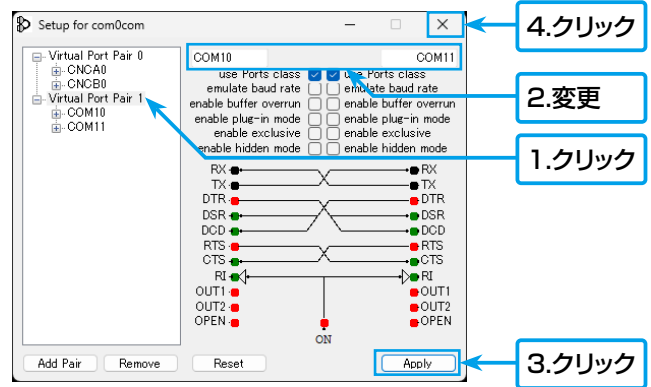 Setup for com0com
4.クリック
Virtual Port Pair 0
CNCA0
CNCB0
Virtual Port Pair 1
COM10
COM11
COM10 COM11
use Ports class use Ports class
emulate baud rate emulate baud rate
enable buffer overrun enable buffer overrun
enable plug-in mode enable plug-in mode
enable exclusive enable exclusive
enable hidden mode enable hidden mode
2.変更
1.クリック
RX RX
TX TX
DTR DTR
DSR DSR
DCD DCD
RTS RTS
CTS CTS
RI RI
OUT1 OUT1
OUT2 OUT2
OPEN OPEN
ON
Add Pair Remove Reset Apply
3.クリック